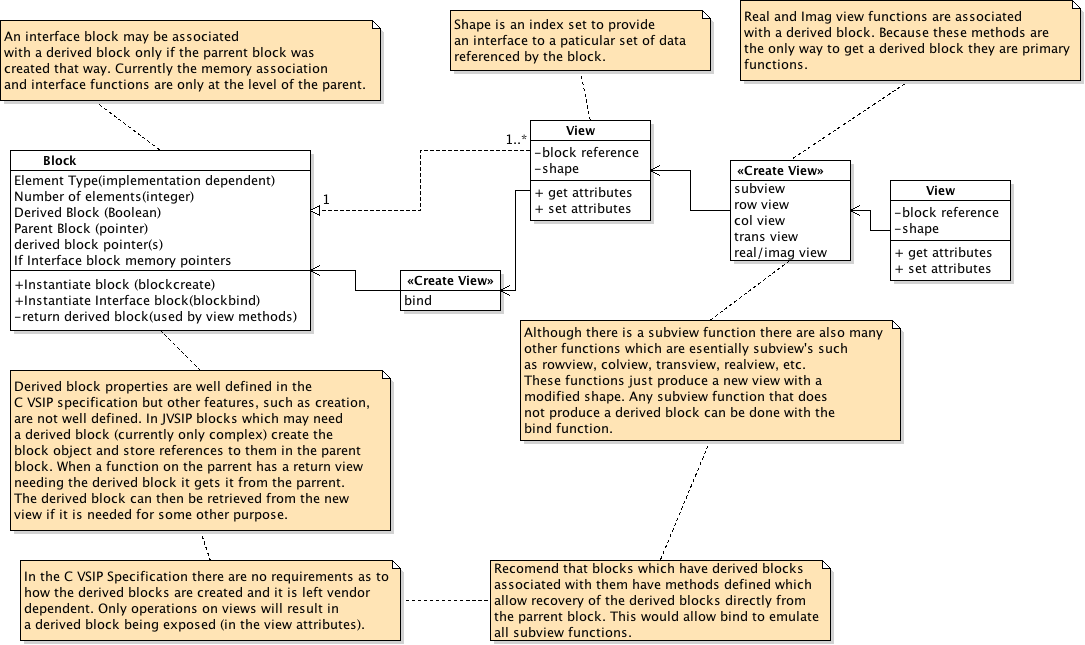 An interface block may be associated
with a derived block only if the parrent block was
created that way. Currently the memory association
and interface functions are only at the level of the parent.
Shape is an index set to provide
an interface to a paticular set of data
referenced by the block.
Real and Imag view functions are associated
with a derived block. Because these methods are
the only way to get a derived block they are primary
functions.
Block
Element Type(implementation dependent)
Number of elements(integer)
Derived Block (Boolean)
Parent Block (pointer)
derived block pointer(s)
If Interface block memory pointers
+Instantiate block (blockcreate)
+Instantiate Interface block(blockbind)
-return derived block(used by view methods)
1
1..*
View
-block reference
-shape
+ get attributes
+ set attributes
«Create View»
bind
«Create View»
subview
row view
col view
trans view
real/imag view
View
-block reference
-shape
+ get attributes
+ set attributes
Although there is a subview function there are also many
other functions which are esentially subview's such
as rowview, colview, transview, realview, etc.
These functions just produce a new view with a
modified shape. Any subview function that does
not produce a derived block can be done with the
bind function.
Derived block properties are well defined in the
C VSIP specification but other features, such as creation,
are not well defined. In JVSIP blocks which may need
a derived block (currently only complex) create the
block object and store references to them in the parent
block. When a function on the parrent has a return view
needing the derived block it gets it from the parrent.
The derived block can then be retrieved from the new
view if it is needed for some other purpose.
In the C VSIP Specification there are no requirements as to
how the derived blocks are created and it is left vendor
dependent. Only operations on views will result in
a derived block being exposed (in the view attributes).
Recomend that blocks which have derived blocks
associated with them have methods defined which
allow recovery of the derived blocks directly from
the parrent block. This would allow bind to emulate
all subview functions.